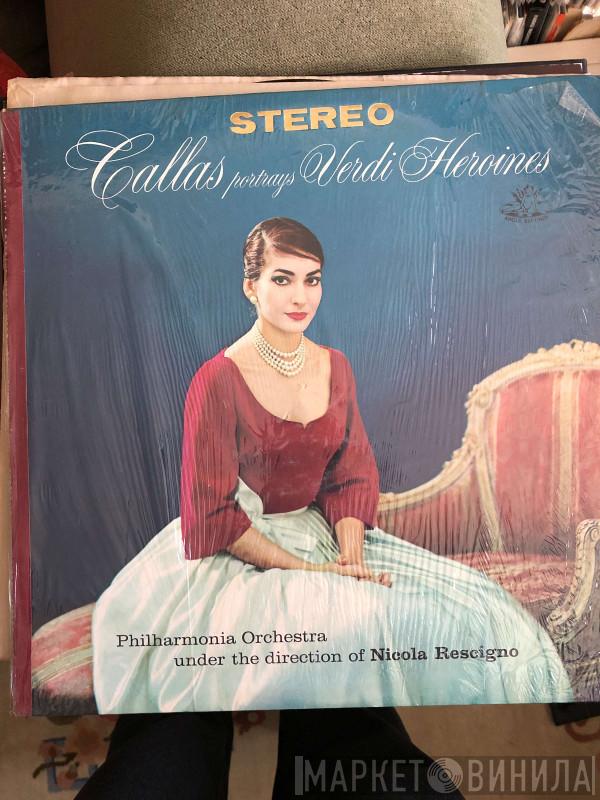 STEREO
Callas portrays Verdi Heroines
Philharmonia Orchestra
under the direction of Nicola Rescigno
МАРКЕТ ВИНИЛА